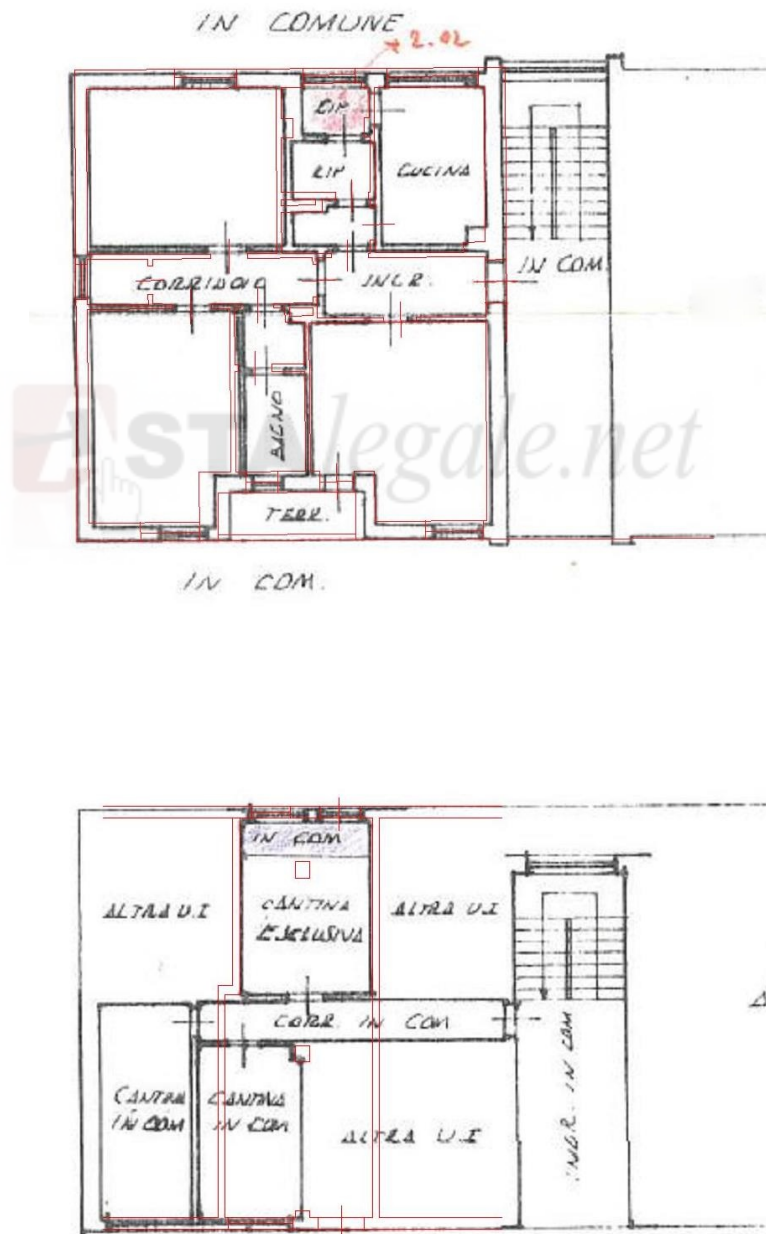 IN COMUNE
2.02
RIP
RIP
CUCINA
CORRIDOIO
INGR.
IN COM.
ASTAlegale.net
BAGNO
TERR.
IN COM.
IN COM
ALTRA U.I
CANTINA
ESCLUSIVA
ALTRA U.I
CORR. IN COM
CANTINA
IN COM
CANTINA
IN COM
ALTRA U.I
INGR. IN COM